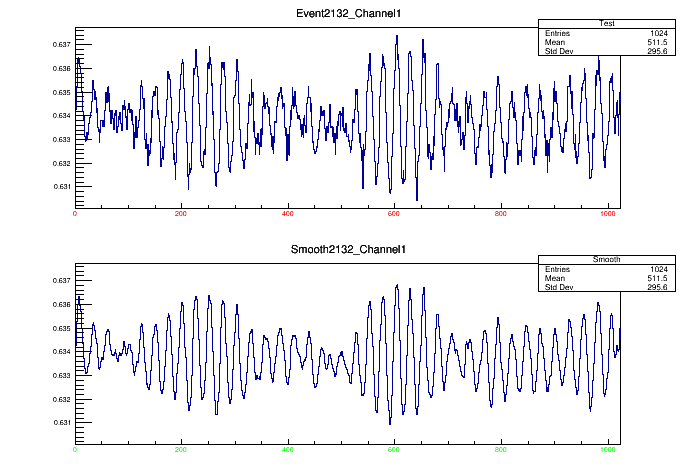 Event2132_Channel1
Test
Entries 1024
Mean 511.5
Std Dev 295.6
0.637
0.636
0.635
0.634
0.633
0.632
0.631
0 200 400 600 800 1000
Smooth2132_Channel1
Smooth
Entries 1024
Mean 511.5
Std Dev 295.6
0.637
0.636
0.635
0.634
0.633
0.632
0.631
0 200 400 600 800 1000